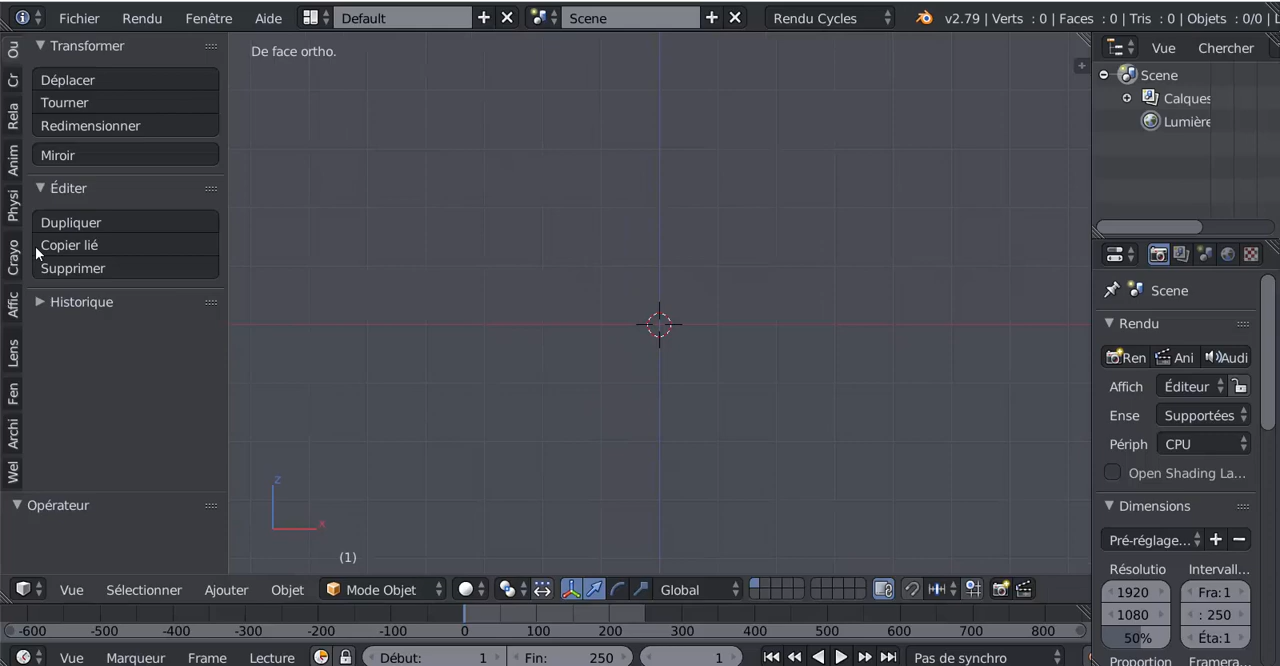 Fichier Rendu Fenêtre Aide Default Scene Rendu Cycles v2.79 | Verts : 0 | Faces : 0 | Tris : 0 | Objets : 0/0 | L
Ou
Cr
Rela
Anim
Physi
Crayo
Affic
Lens
Fen
Archi
Wel
Transformer
Déplacer
Tourner
Redimensionner
Miroir
Éditer
Dupliquer
Copier lié
Supprimer
Historique
Opérateur
De face ortho.
z
x
(1)
Vue Chercher
Scene
Calques
Lumière
Scene
Rendu
Ren Ani Audi
Affich Éditeur
Ense Supportées
Périph CPU
Open Shading La...
Dimensions
Pré-réglage...
Résolutio Intervall...
1920 Fra:1
1080 : 250
50% Éta:1
Proportion
Vue Sélectionner Ajouter Objet Mode Objet Global
-600 -500 -400 -300 -200 -100 0 100 200 300 400 500 600 700 800
Vue Marqueur Frame Lecture Début: 1 Fin: 250 1 Pas de synchro